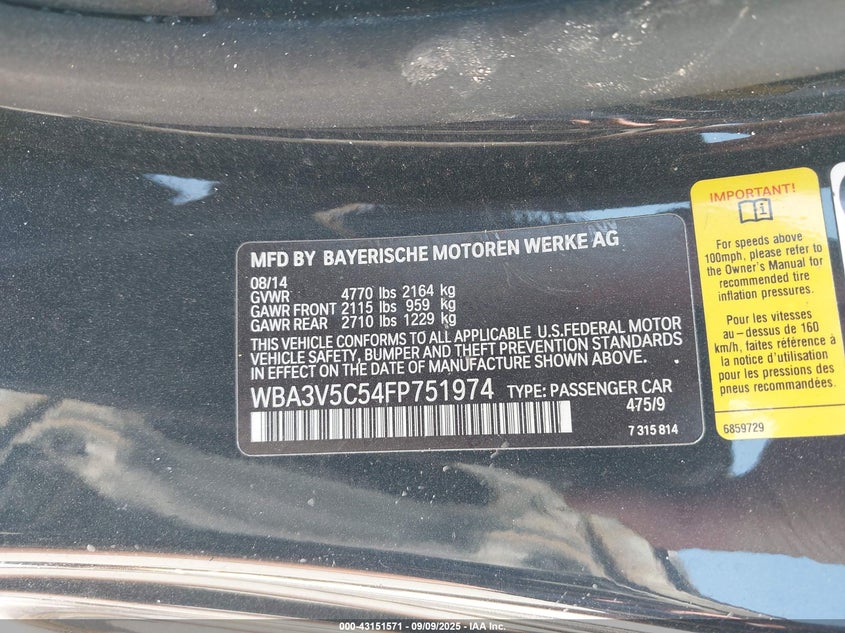 MFD BY BAYERISCHE MOTOREN WERKE AG
08/14
GVWR 4770 lbs 2164 kg
GAWR FRONT 2115 lbs 959 kg
GAWR REAR 2710 lbs 1229 kg
THIS VEHICLE CONFORMS TO ALL APPLICABLE U.S.FEDERAL MOTOR
VEHICLE SAFETY, BUMPER AND THEFT PREVENTION STANDARDS
IN EFFECT ON THE DATE OF MANUFACTURE SHOWN ABOVE.
WBA3V5C54FP751974 TYPE: PASSENGER CAR
475/9
7 315 814
IMPORTANT!
For speeds above
100mph, please refer to
the Owner's Manual for
recommended tire
inflation pressures.
Pour les vitesses
au-dessus de 160
km/h, faites référence à
la notice d'utilisation
pour les pressions des
pneus recommandées.
6859729
000-43151571 - 09/09/2025 - IAA Inc.